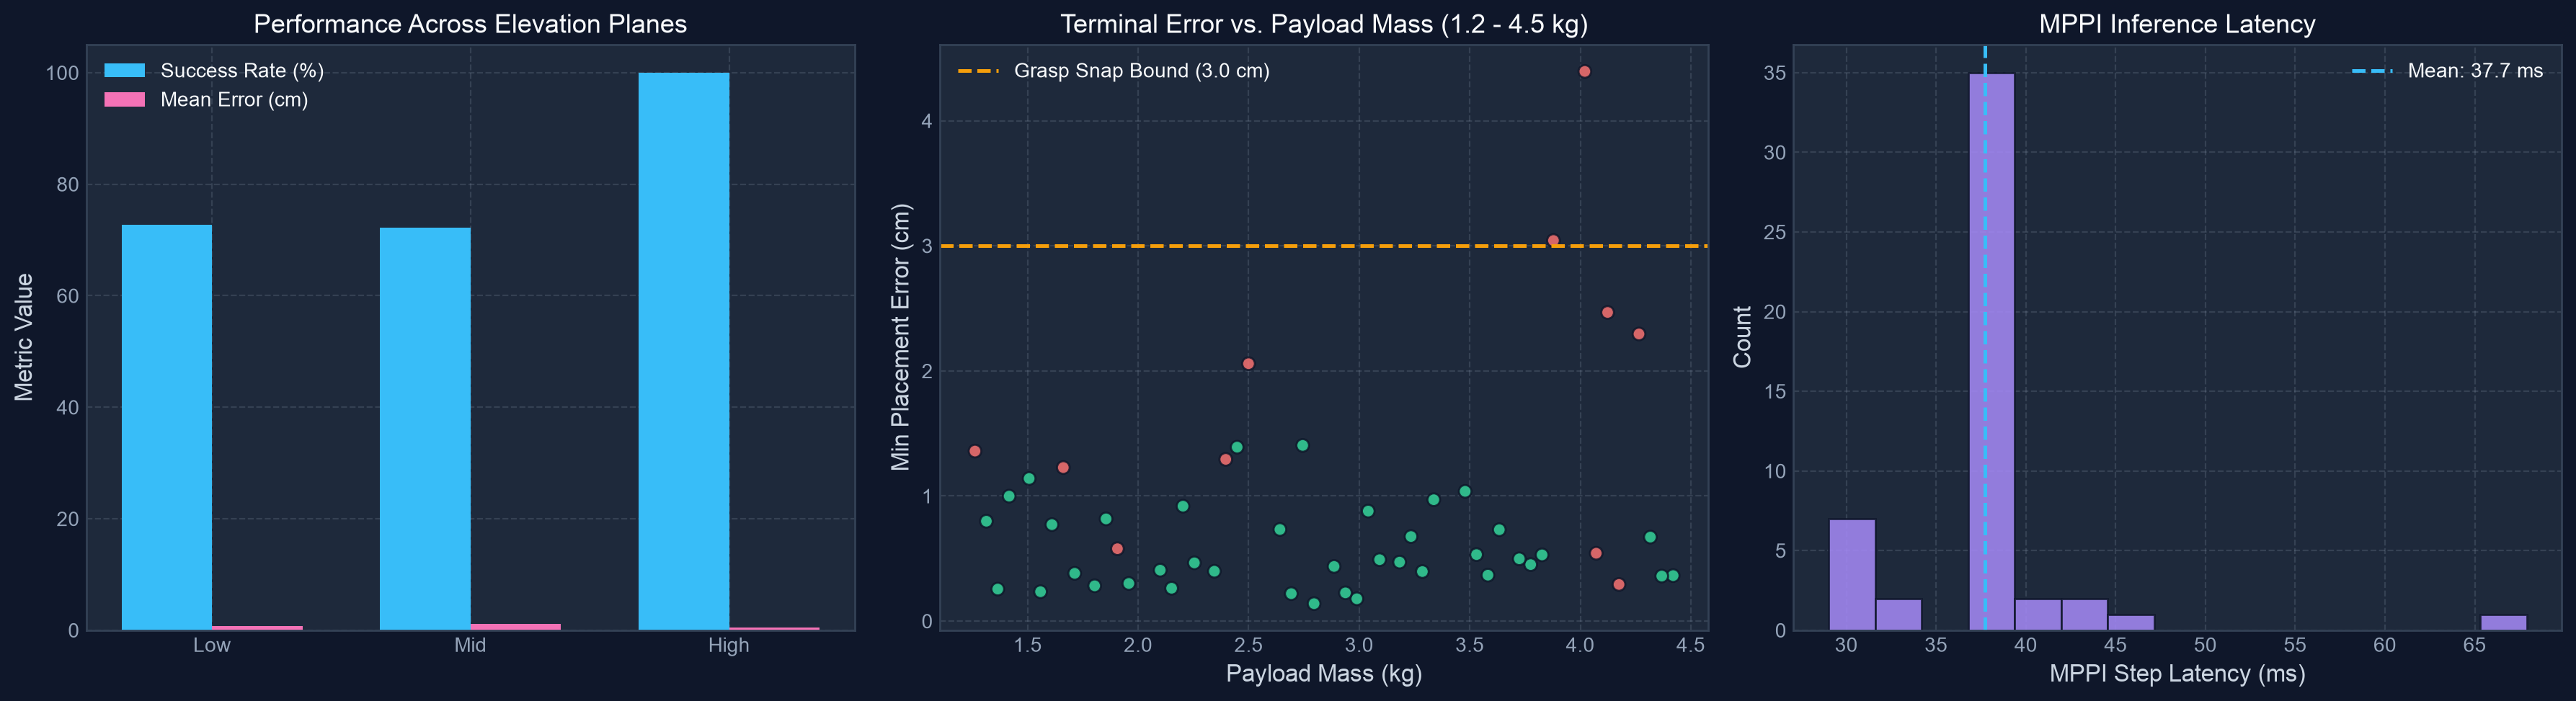 Performance Across Elevation Planes
Success Rate (%)
Mean Error (cm)
Metric Value
100
80
60
40
20
0
Low Mid High
Terminal Error vs. Payload Mass (1.2 - 4.5 kg)
Grasp Snap Bound (3.0 cm)
Min Placement Error (cm)
4
3
2
1
0
1.5 2.0 2.5 3.0 3.5 4.0 4.5
Payload Mass (kg)
MPPI Inference Latency
Mean: 37.7 ms
Count
35
30
25
20
15
10
5
0
30 35 40 45 50 55 60 65
MPPI Step Latency (ms)